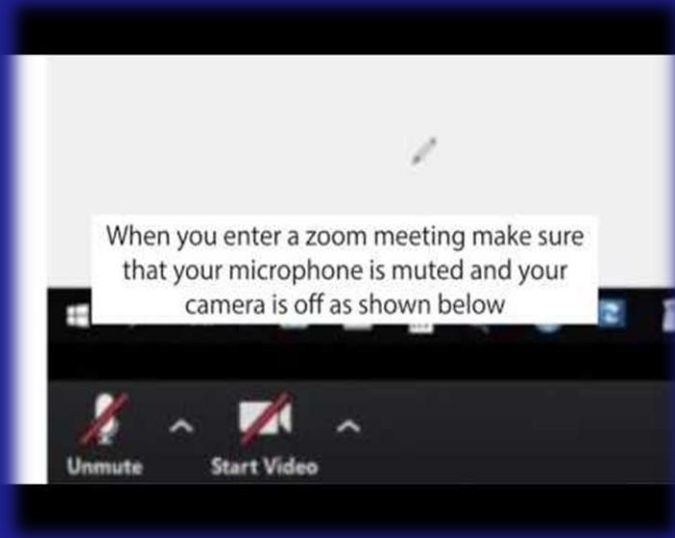 When you enter a zoom meeting make sure
that your microphone is muted and your
camera is off as shown below
Unmute
Start Video